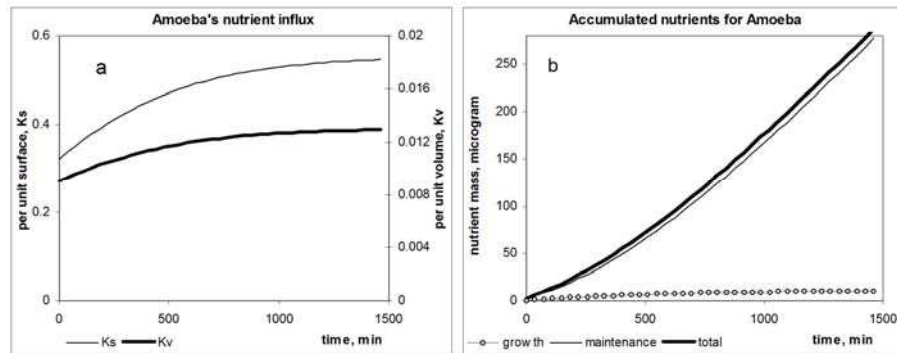 Amoeba's nutrient influx
a
per unit surface, Ks
0.6
0.4
0.2
0
per unit volume, Kv
0.02
0.016
0.012
0.008
0.004
0
0
500
1000
1500
time, min
Ks
Kv
Accumulated nutrients for Amoeba
b
nutrient mass, microgram
250
200
150
100
50
0
0
500
1000
1500
time, min
growth
maintenance
total